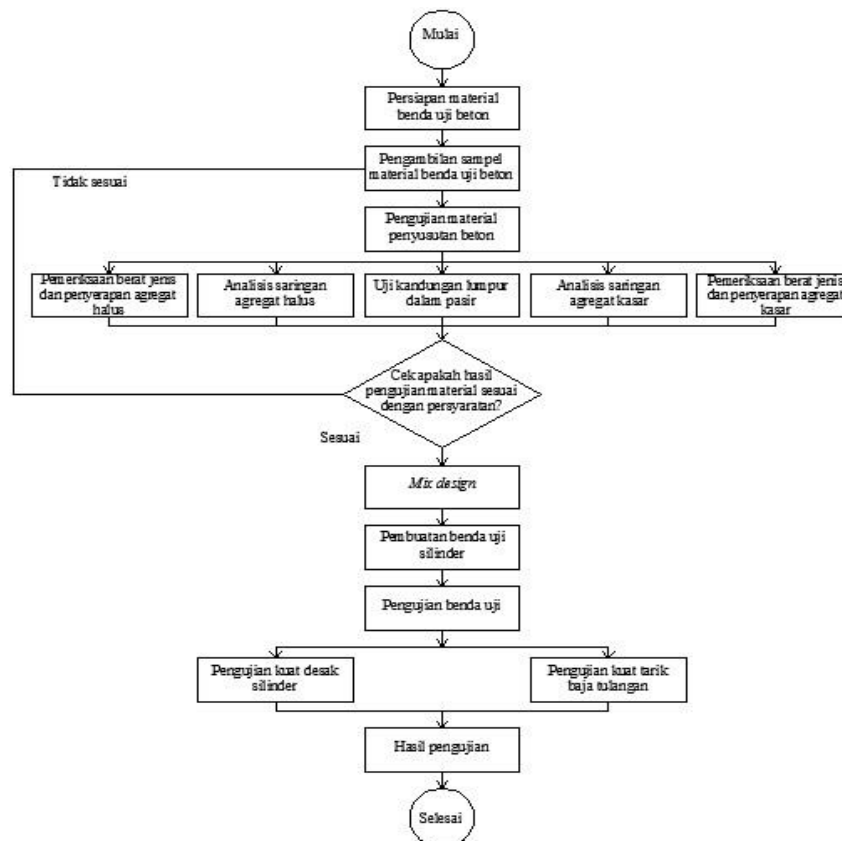 Mulai
Persiapan material
benda uji beton
Pengambilan sampel
material benda uji beton
Tidak sesuai
Pengujian material
penyusutan beton
Pemeriksaan berat jenis
dan penyerapan agregat
halus
Analisis saringan
agregat halus
Uji kandungan lumpur
dalam pasir
Analisis saringan
agregat kasar
Pemeriksaan berat jenis
dan penyerapan agregat
kasar
Cek apakah hasil
pengujian material sesuai
dengan persyaratan?
Sesuai
Mix design
Pembuatan benda uji
silinder
Pengujian benda uji
Pengujian kuat desak
silinder
Pengujian kuat tarik
baja tulangan
Hasil pengujian
Selesai